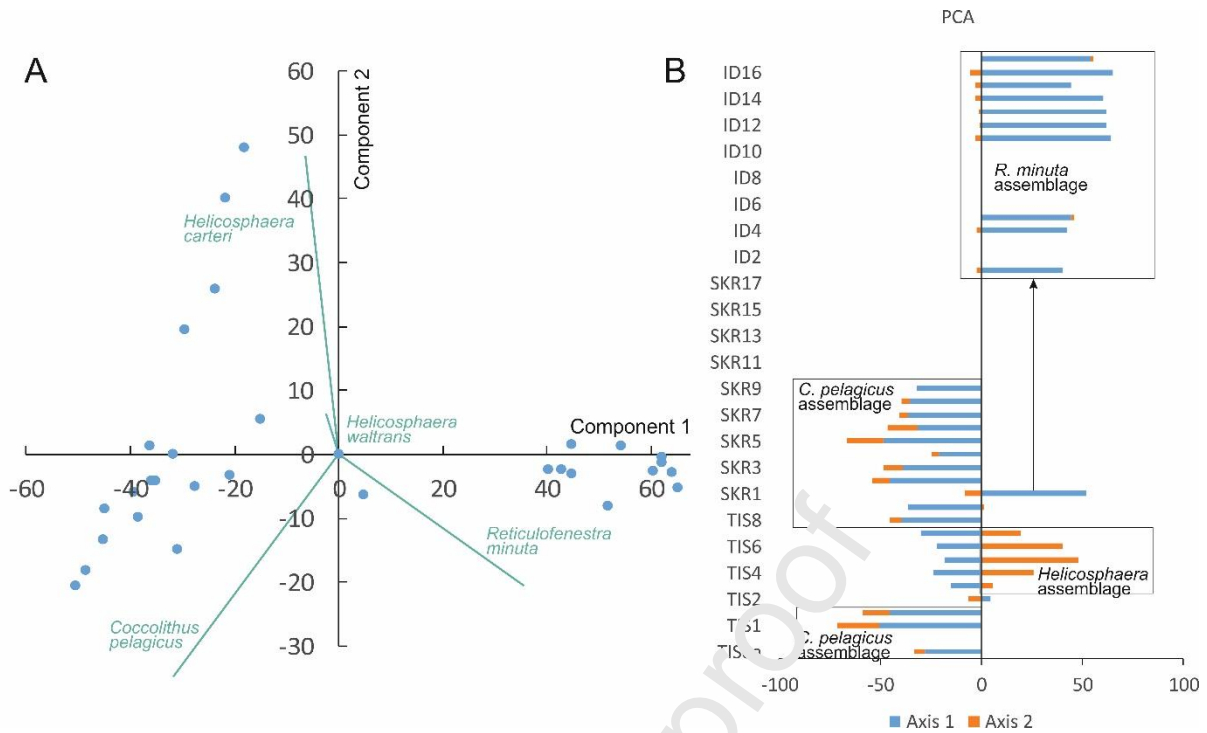 PCA
A
60
50
40
30
20
10
0
-10
-20
-30
Component 2
Helicosphaera
carteri
Helicosphaera
waltrans
Component 1
-60
-40
-20
0
20
40
60
Reticulofenestra
minuta
Coccolithus
pelagicus
B
ID16
ID14
ID12
ID10
ID8
ID6
ID4
ID2
SKR17
SKR15
SKR13
SKR11
SKR9
SKR7
SKR5
SKR3
SKR1
TIS8
TIS6
TIS4
TIS2
TIS1
R. minuta
assemblage
C. pelagicus
assemblage
Helicosphaera
assemblage
C. pelagicus
assemblage
-100
-50
0
50
100
Axis 1
Axis 2
proof